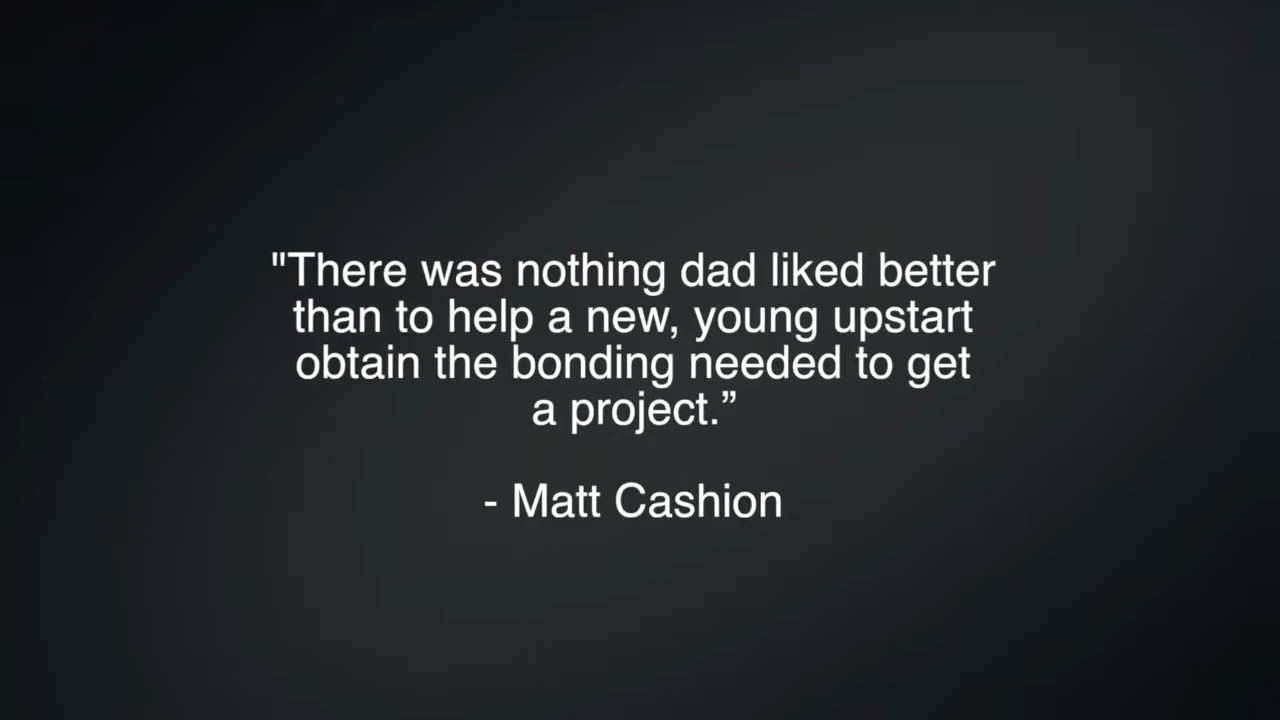 "There was nothing dad liked better
than to help a new, young upstart
obtain the bonding needed to get
a project.”
- Matt Cashion